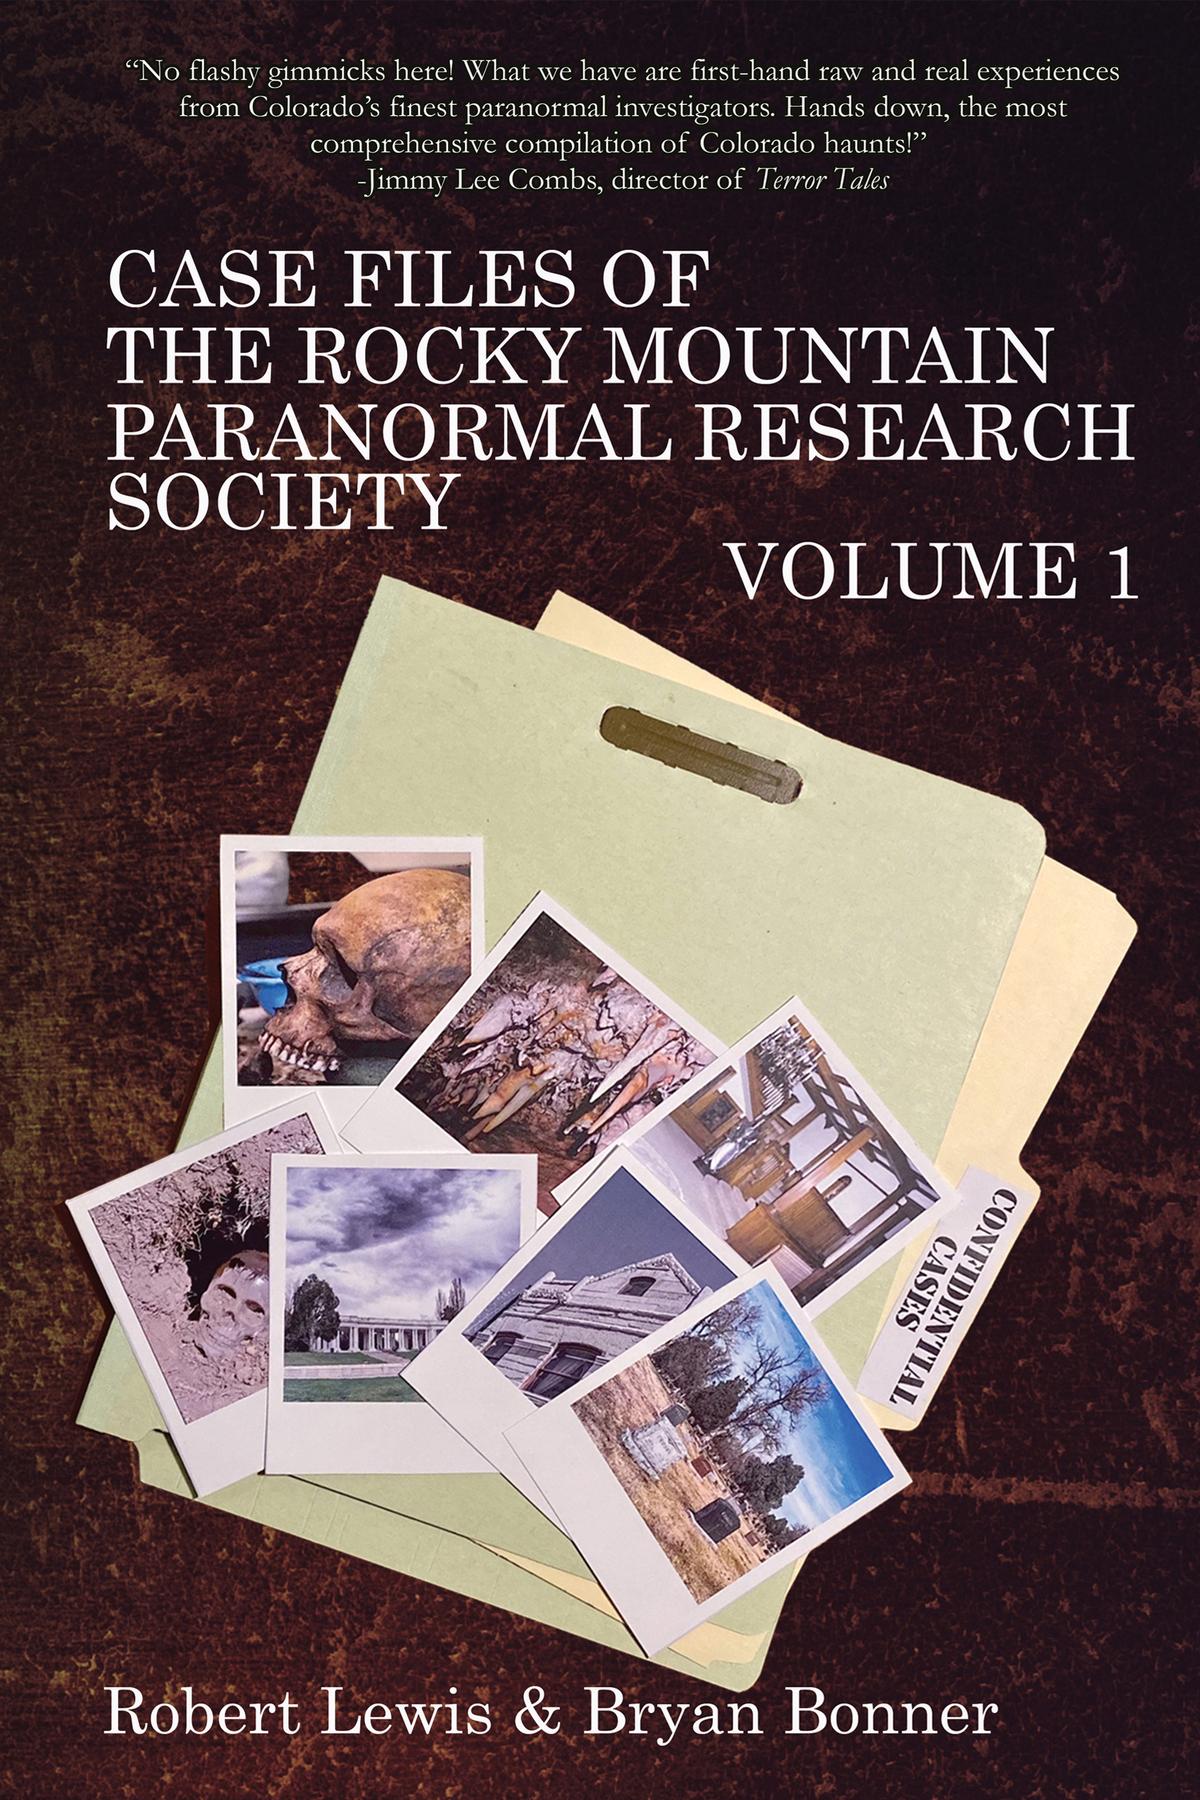 “No flashy gimmicks here! What we have are first-hand raw and real experiences
from Colorado’s finest paranormal investigators. Hands down, the most
comprehensive compilation of Colorado haunts!”
-Jimmy Lee Combs, director of Terror Tales
CASE FILES OF
THE ROCKY MOUNTAIN
PARANORMAL RESEARCH
SOCIETY
VOLUME 1
CONFIDENTIAL
CASES
Robert Lewis & Bryan Bonner